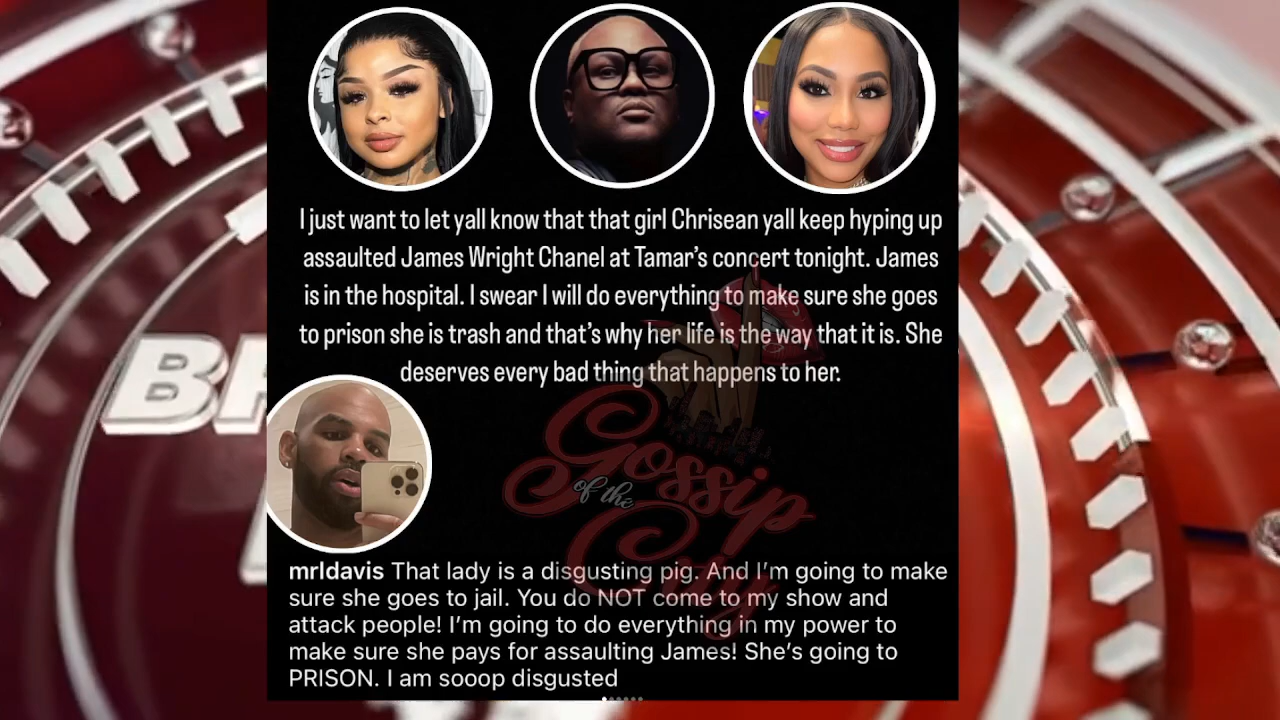 I just want to let yall know that that girl Chrisean yall keep hyping up
assaulted James Wright Chanel at Tamar's concert tonight. James
is in the hospital. I swear I will do everything to make sure she goes
to prison she is trash and that's why her life is the way that it is. She
deserves every bad thing that happens to her.
Gossip
of the
City
mrldavis That lady is a disgusting pig. And I'm going to make
sure she goes to jail. You do NOT come to my show and
attack people! I'm going to do everything in my power to
make sure she pays for assaulting James! She's going to
PRISON. I am sooop disgusted